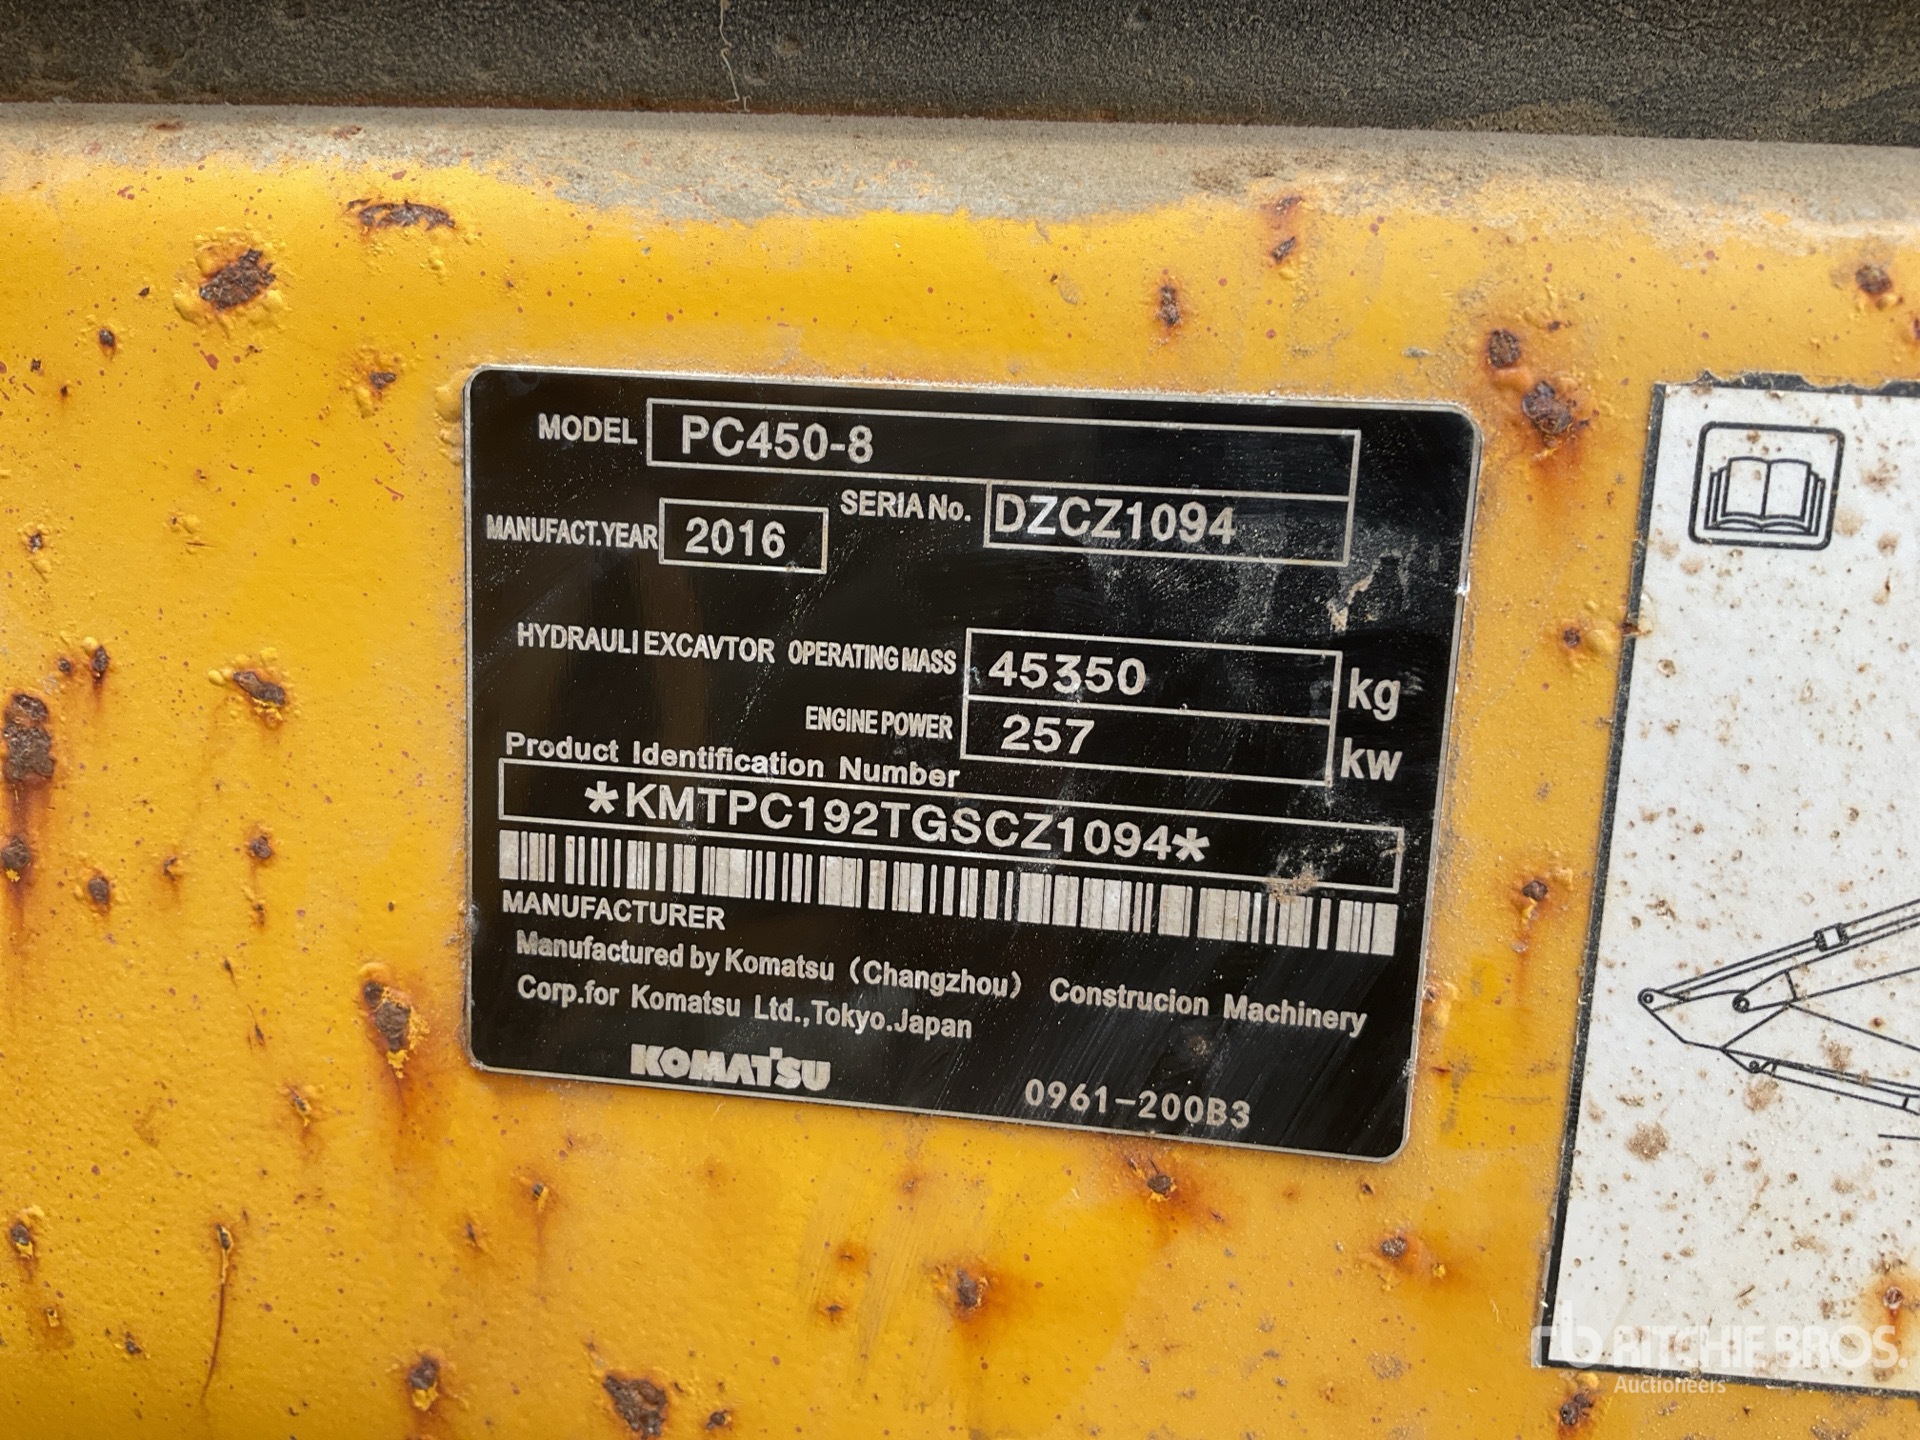 MODEL PC450-8
SERIA No. DZCZ1094
MANUFACT.YEAR 2016
HYDRAULI EXCAVTOR OPERATING MASS 45350 kg
ENGINE POWER 257 kw
Product Identification Number
*KMTPC192TGSCZ1094*
MANUFACTURER
Manufactured by Komatsu (Changzhou) Construcion Machinery
Corp.for Komatsu Ltd.,Tokyo.Japan
KOMATSU 0961-200B3
rb RITCHIE BROS.
Auctioneers